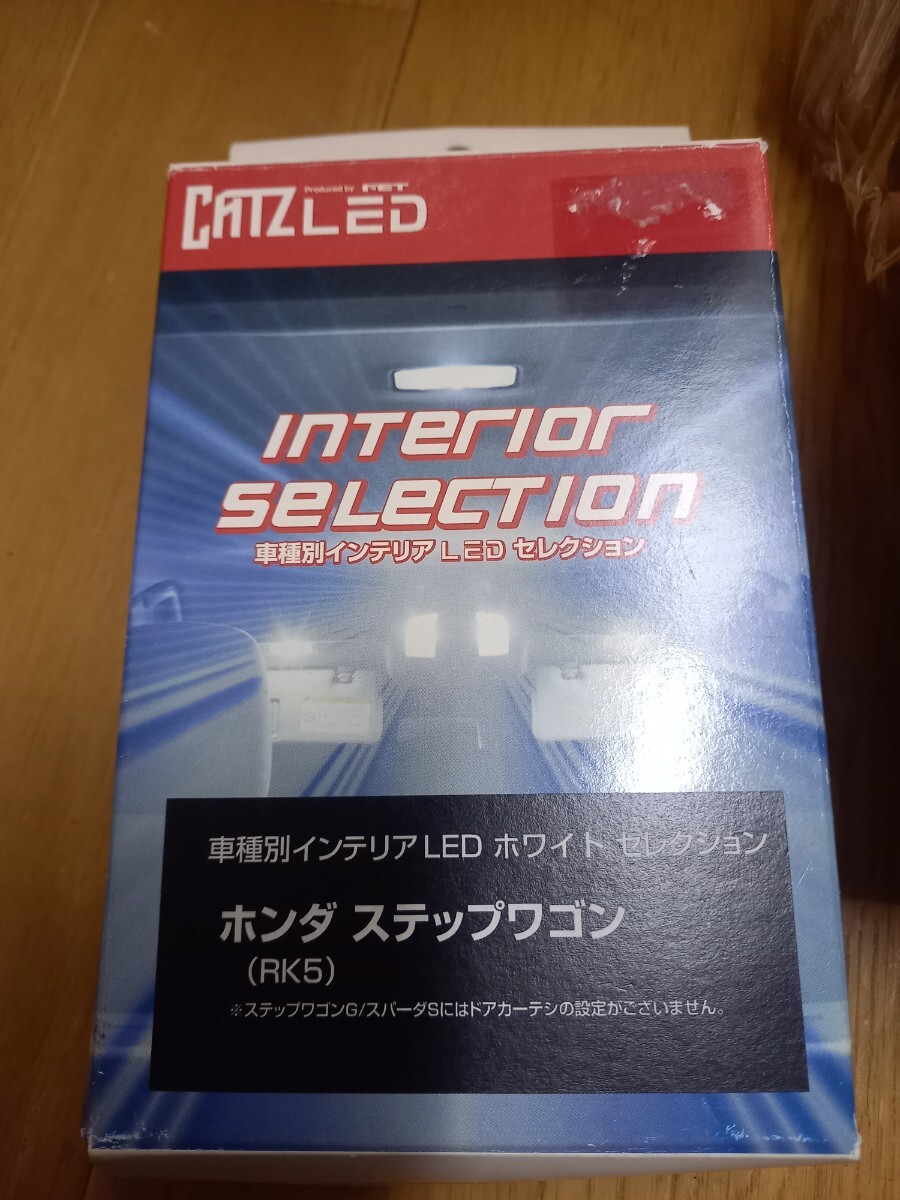 CATZ
Produced by FET
LED
INTERIOR
SELECTION
車種別インテリア LED セレクション
車種別インテリア LED ホワイト セレクション
ホンダ ステップワゴン
（RK5）
※ステップワゴンG/スパーダSにはドアカーテシの設定がございません。